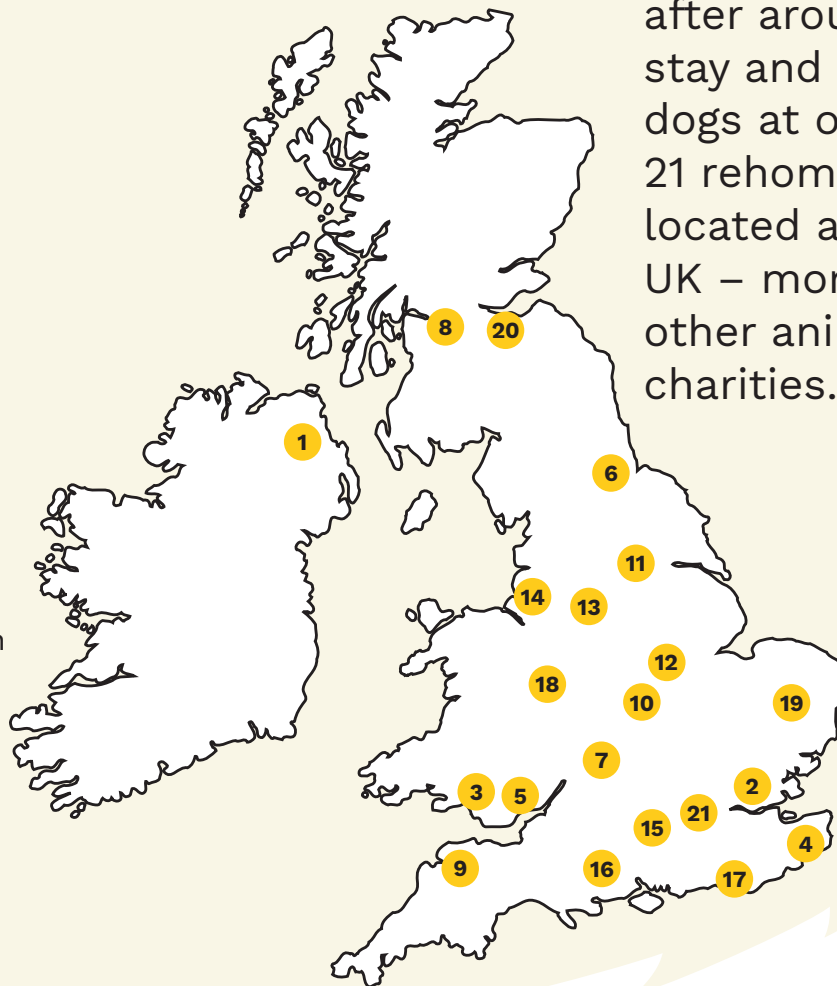 after arou
stay and
dogs at o
21 rehom
located a
UK – mor
other ani
charities.
8
20
1
6
11
14
13
12
18
10
19
7
3
5
2
21
15
4
9
16
17